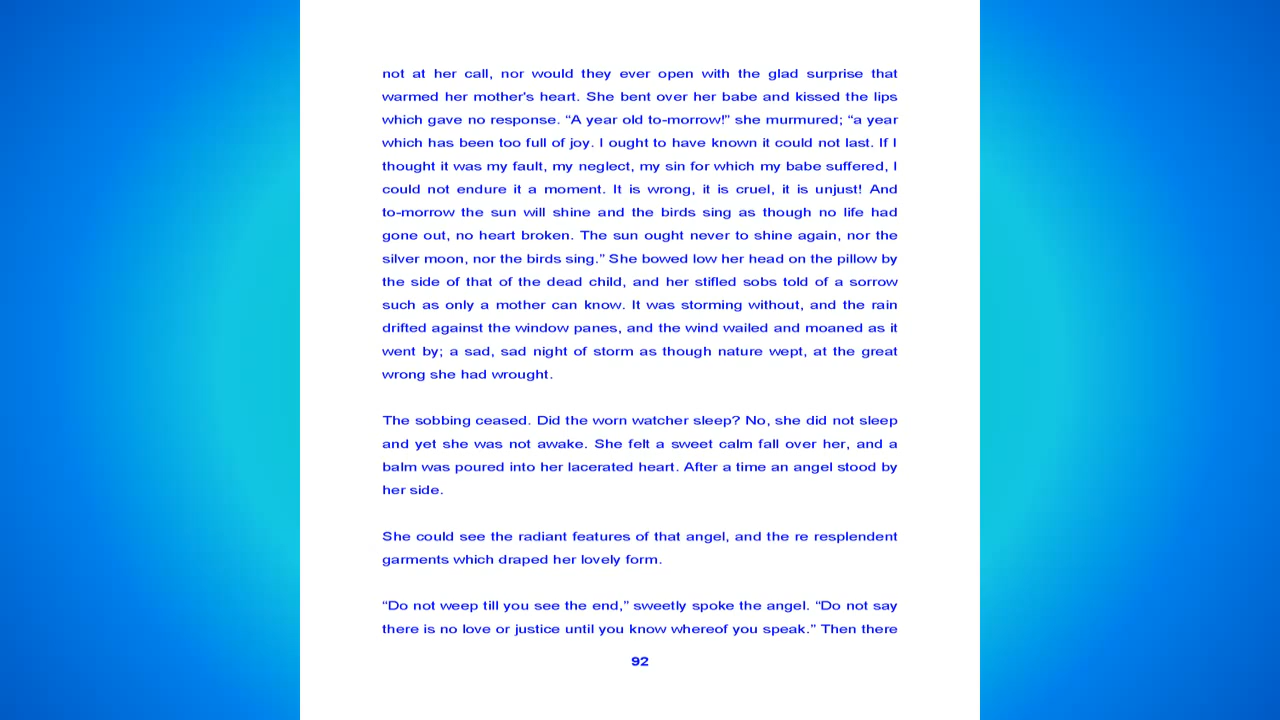 not at her call, nor would they ever open with the glad surprise that
warmed her mother's heart. She bent over her babe and kissed the lips
which gave no response. “A year old to-morrow!” she murmured; “a year
which has been too full of joy. I ought to have known it could not last. If I
thought it was my fault, my neglect, my sin for which my babe suffered, I
could not endure it a moment. It is wrong, it is cruel, it is unjust! And
to-morrow the sun will shine and the birds sing as though no life had
gone out, no heart broken. The sun ought never to shine again, nor the
silver moon, nor the birds sing.” She bowed low her head on the pillow by
the side of that of the dead child, and her stifled sobs told of a sorrow
such as only a mother can know. It was storming without, and the rain
drifted against the window panes, and the wind wailed and moaned as it
went by; a sad, sad night of storm as though nature wept, at the great
wrong she had wrought.
The sobbing ceased. Did the worn watcher sleep? No, she did not sleep
and yet she was not awake. She felt a sweet calm fall over her, and a
balm was poured into her lacerated heart. After a time an angel stood by
her side.
She could see the radiant features of that angel, and the re resplendent
garments which draped her lovely form.
“Do not weep till you see the end,” sweetly spoke the angel. “Do not say
there is no love or justice until you know whereof you speak.” Then there
92